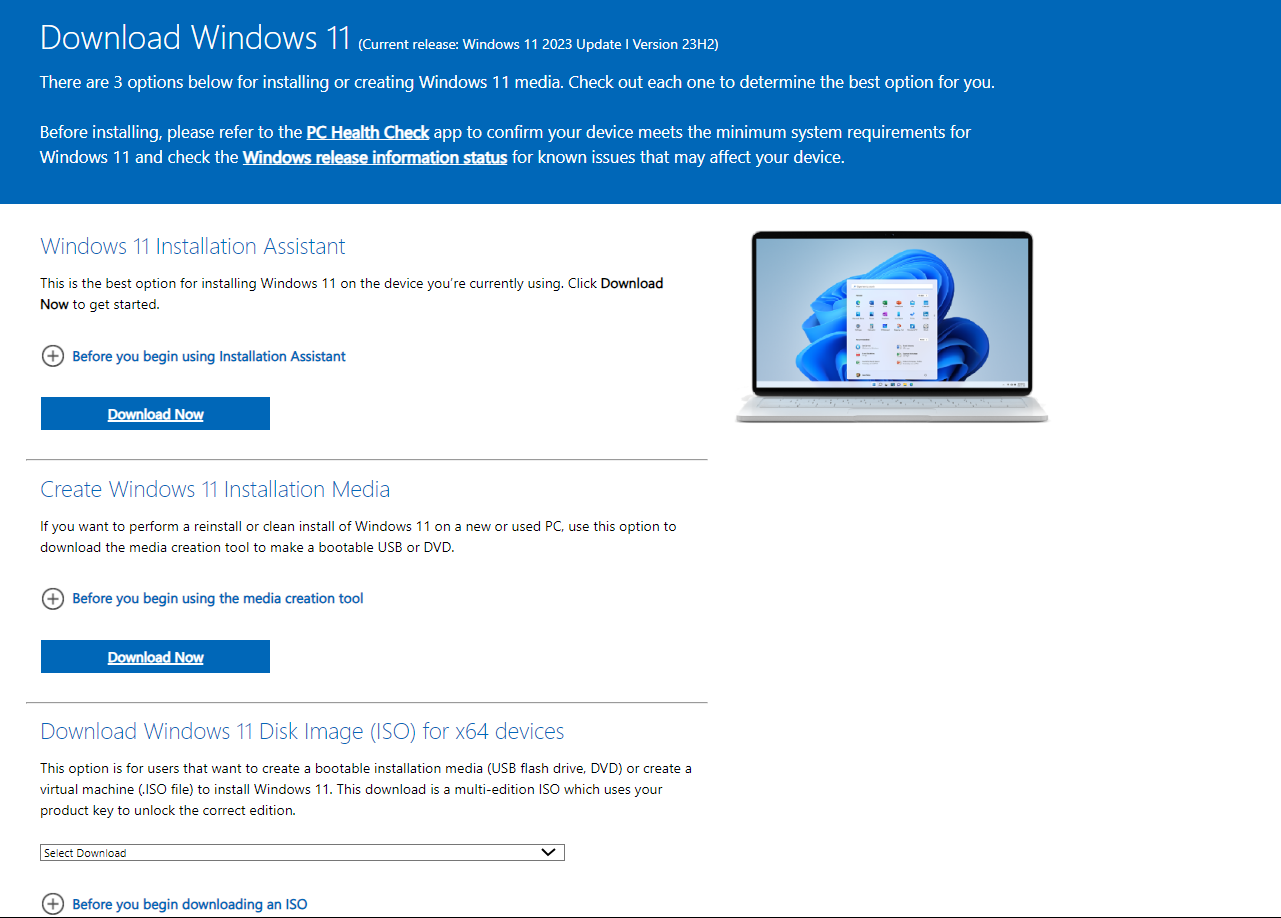 Download Windows 11 (Current release: Windows 11 2023 Update l Version 23H2)
There are 3 options below for installing or creating Windows 11 media. Check out each one to determine the best option for you.
Before installing, please refer to the PC Health Check app to confirm your device meets the minimum system requirements for
Windows 11 and check the Windows release information status for known issues that may affect your device.
Windows 11 Installation Assistant
This is the best option for installing Windows 11 on the device you're currently using. Click Download
Now to get started.
Before you begin using Installation Assistant
Download Now
Create Windows 11 Installation Media
If you want to perform a reinstall or clean install of Windows 11 on a new or used PC, use this option to
download the media creation tool to make a bootable USB or DVD.
Before you begin using the media creation tool
Download Now
Download Windows 11 Disk Image (ISO) for x64 devices
This option is for users that want to create a bootable installation media (USB flash drive, DVD) or create a
virtual machine (.ISO file) to install Windows 11. This download is a multi-edition ISO which uses your
product key to unlock the correct edition.
Select Download
Before you begin downloading an ISO